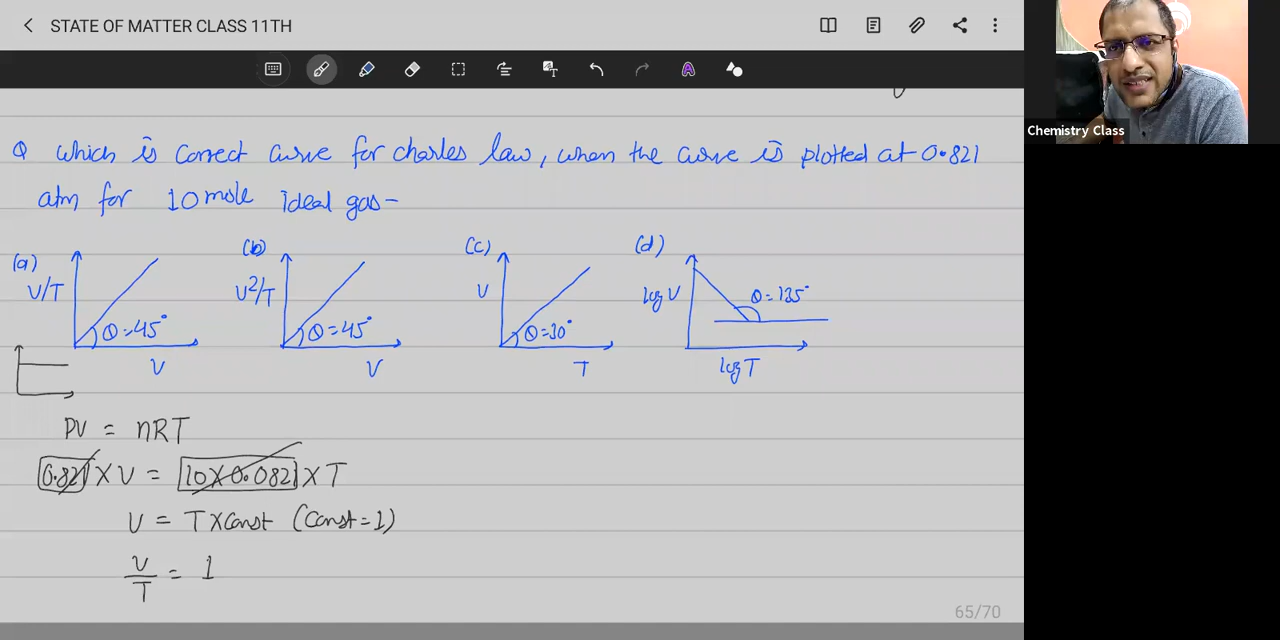 STATE OF MATTER CLASS 11TH
Chemistry Class
Q which is correct curve for charles law, when the curve is plotted at 0.821
atm for 10 mole ideal gas-
(a) (b) (c) (d)
V/T V²/T V log V
θ=45° θ=45° θ=30° θ=135°
V V T log T
PV = nRT
0.821 × V = 10×0.0821 × T
V = T×const (const=1)
V/T = 1
65/70